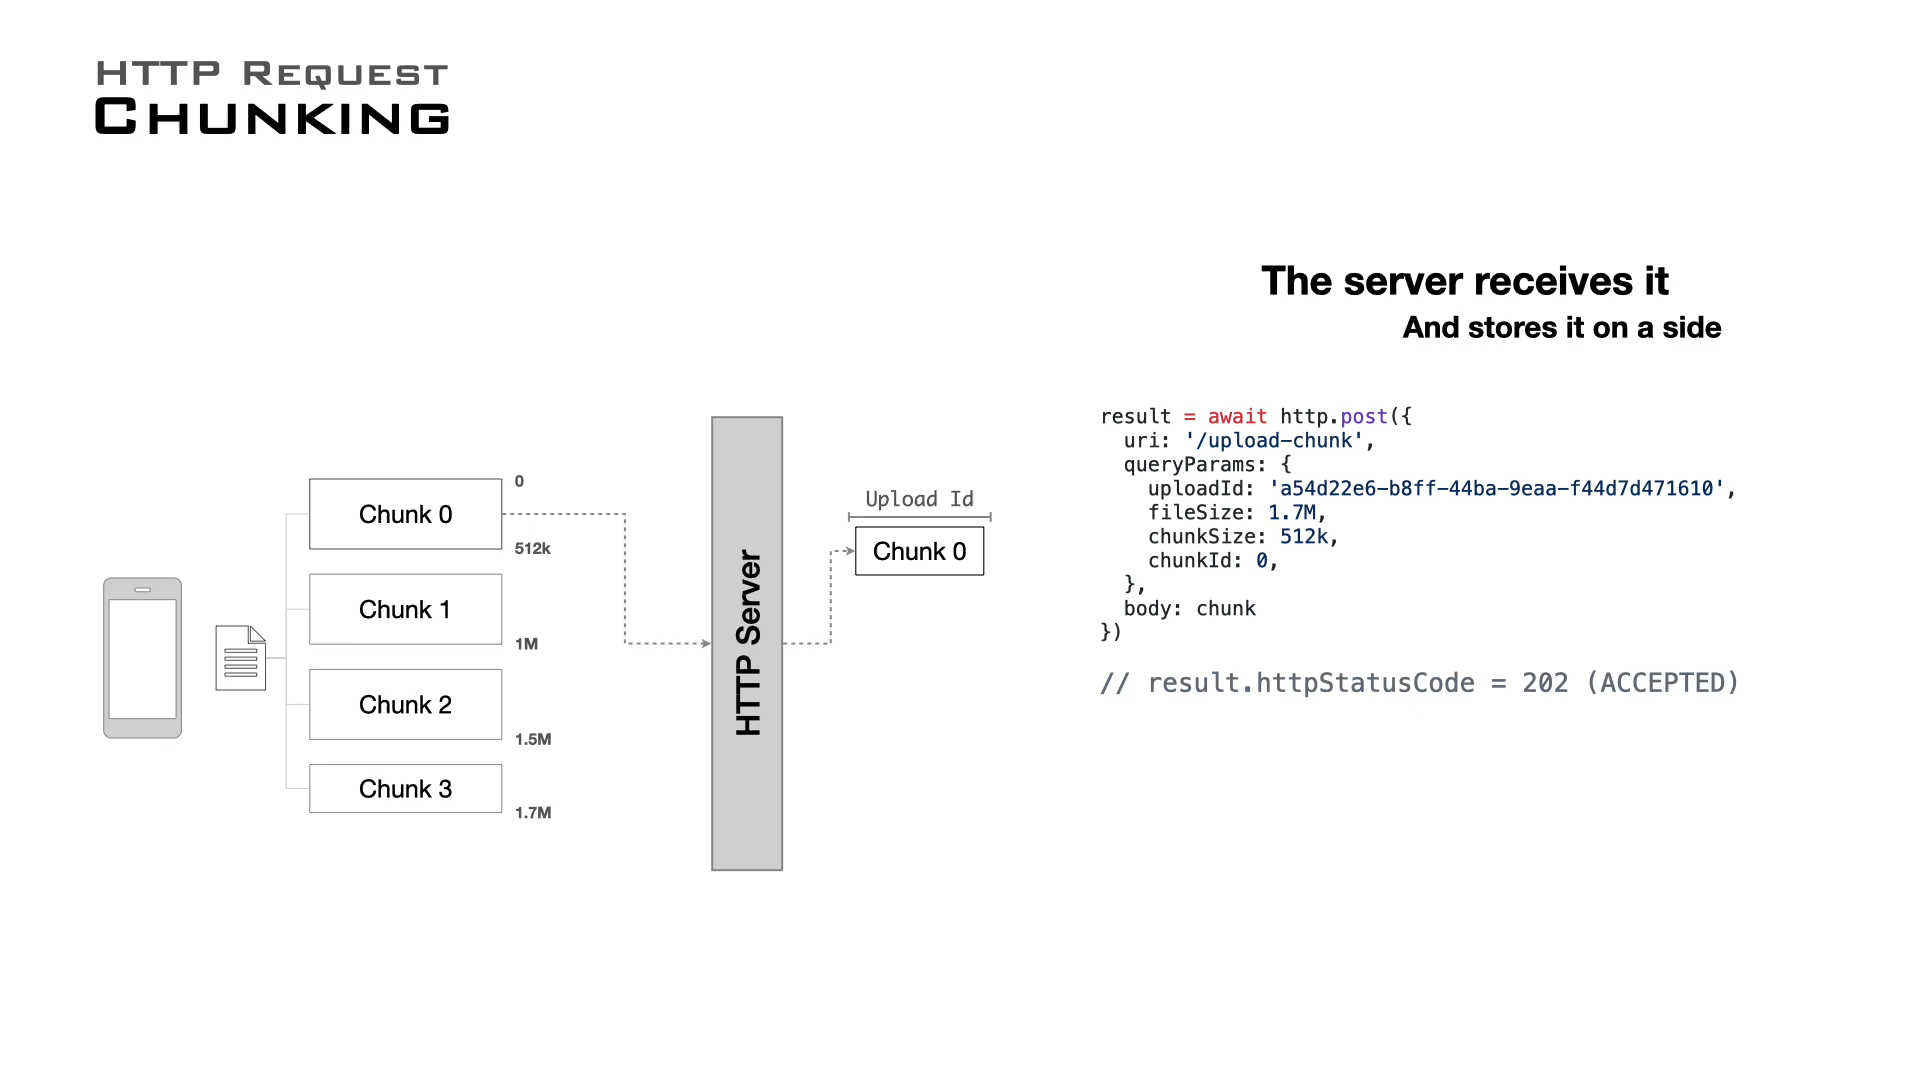 HTTP Request
Chunking
The server receives it
And stores it on a side
Chunk 0
Chunk 1
Chunk 2
Chunk 3
0
512k
1M
1.5M
1.7M
HTTP Server
Upload Id
Chunk 0
result = await http.post({
  uri: '/upload-chunk',
  queryParams: {
    uploadId: 'a54d22e6-b8ff-44ba-9eaa-f44d7d471610',
    fileSize: 1.7M,
    chunkSize: 512k,
    chunkId: 0,
  },
  body: chunk
})
// result.httpStatusCode = 202 (ACCEPTED)